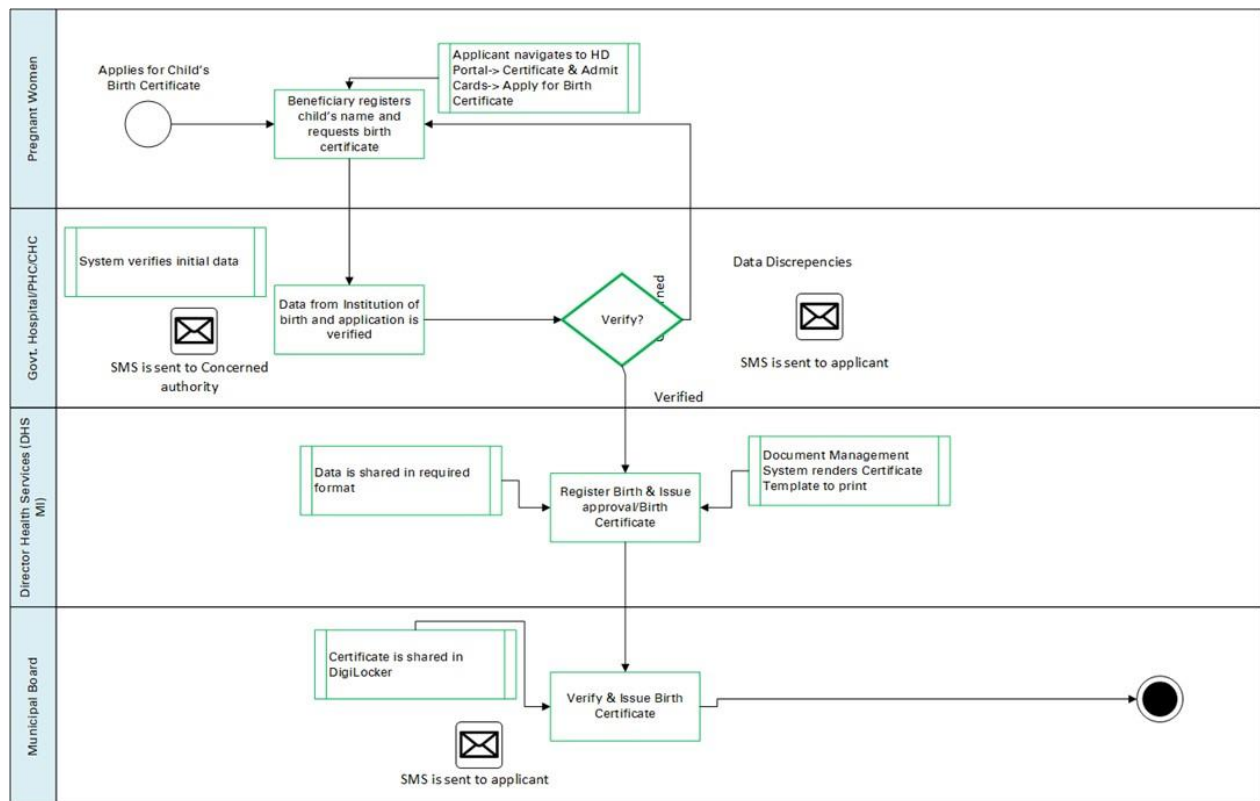 Pregnant Women
Applies for Child's
Birth Certificate
Beneficiary registers
child's name and
requests birth
certificate
Applicant navigates to HD
Portal-> Certificate & Admit
Cards-> Apply for Birth
Certificate
Govt. Hospital/PHC/CHC
System verifies initial data
SMS is sent to Concerned
authority
Data from Institution of
birth and application is
verified
Verify?
Data Discrepencies
SMS is sent to applicant
Verified
Director Health Services (DHS
MI)
Data is shared in required
format
Register Birth & Issue
approval/Birth
Certificate
Document Management
System renders Certificate
Template to print
Municipal Board
Certificate is shared in
DigiLocker
SMS is sent to applicant
Verify & Issue Birth
Certificate